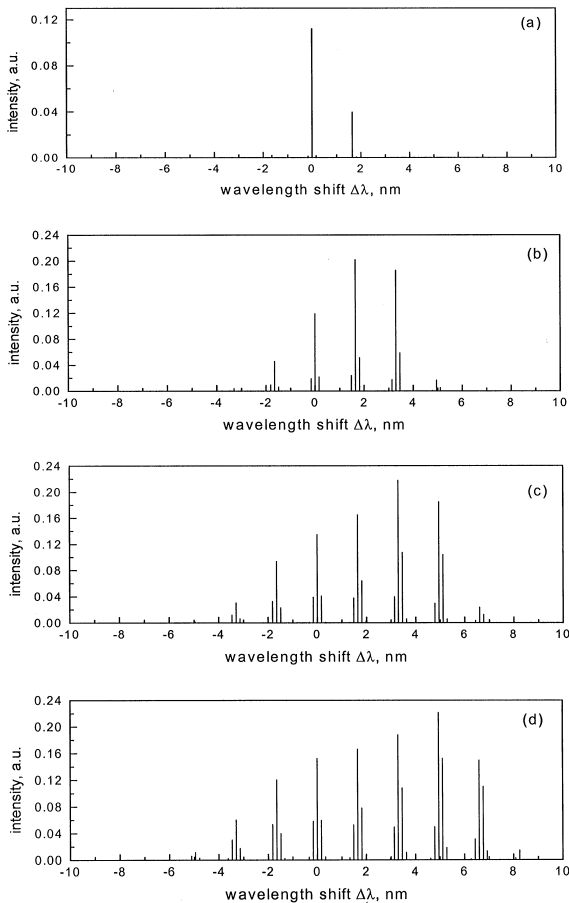 (a)
intensity, a.u.
0.12
0.08
0.04
0.00
-10 -8 -6 -4 -2 0 2 4 6 8 10
wavelength shift Δλ, nm
(b)
intensity, a.u.
0.24
0.20
0.16
0.12
0.08
0.04
0.00
-10 -8 -6 -4 -2 0 2 4 6 8 10
wavelength shift Δλ, nm
(c)
intensity, a.u.
0.24
0.20
0.16
0.12
0.08
0.04
0.00
-10 -8 -6 -4 -2 0 2 4 6 8 10
wavelength shift Δλ, nm
(d)
intensity, a.u.
0.24
0.20
0.16
0.12
0.08
0.04
0.00
-10 -8 -6 -4 -2 0 2 4 6 8 10
wavelength shift Δλ, nm